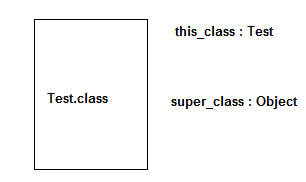 this_class : Test
Test.class
super_class : Object